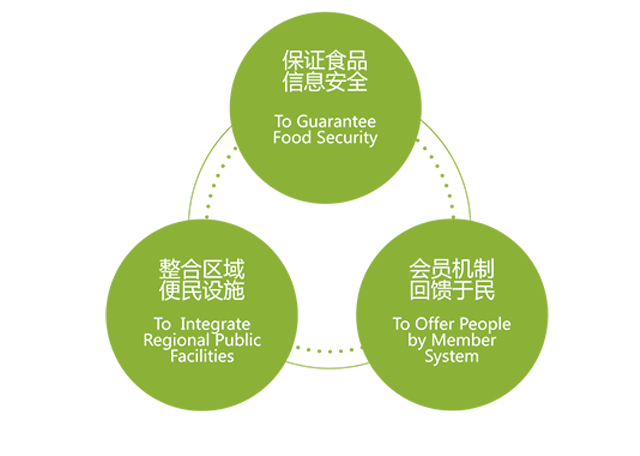 保证食品
信息安全
To Guarantee
Food Security
整合区域
便民设施
To Integrate
Regional Public
Facilities
会员机制
回馈于民
To Offer People
by Member
System